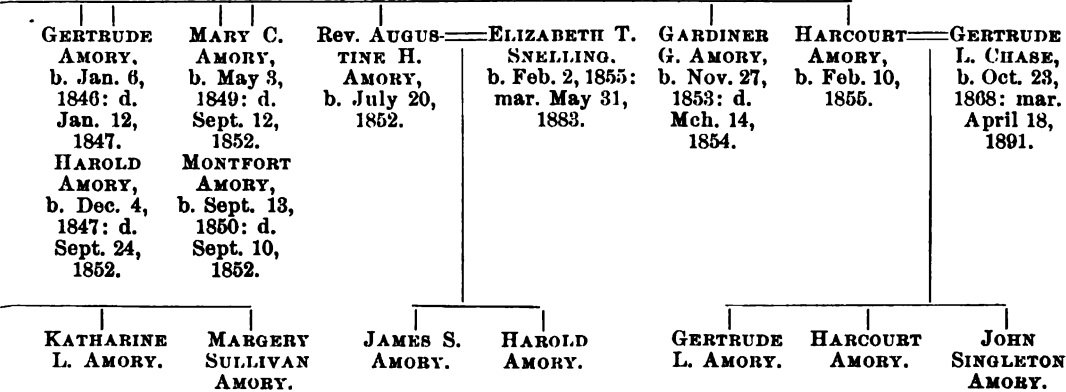 GERTRUDE
AMORY,
b. Jan. 6,
1846: d.
Jan. 12,
1847.
HAROLD
AMORY,
b. Dec. 4,
1847: d.
Sept. 24,
1852.
MARY C.
AMORY,
b. May 3,
1849: d.
Sept. 12,
1852.
MONTFORT
AMORY,
b. Sept. 13,
1850: d.
Sept. 10,
1852.
Rev. AUGUS-
TINE H.
AMORY,
b. July 20,
1852.
ELIZABETH T.
SNELLING.
b. Feb. 2, 1855:
mar. May 31,
1883.
GARDINER
G. AMORY,
b. Nov. 27,
1853: d.
Mch. 14,
1854.
HARCOURT
AMORY,
b. Feb. 10,
1855.
GERTRUDE
L. CHASE,
b. Oct. 23,
1868: mar.
April 18,
1891.
KATHARINE
L. AMORY.
MARGERY
SULLIVAN
AMORY.
JAMES S.
AMORY.
HAROLD
AMORY.
GERTRUDE
L. AMORY.
HARCOURT
AMORY.
JOHN
SINGLETON
AMORY.